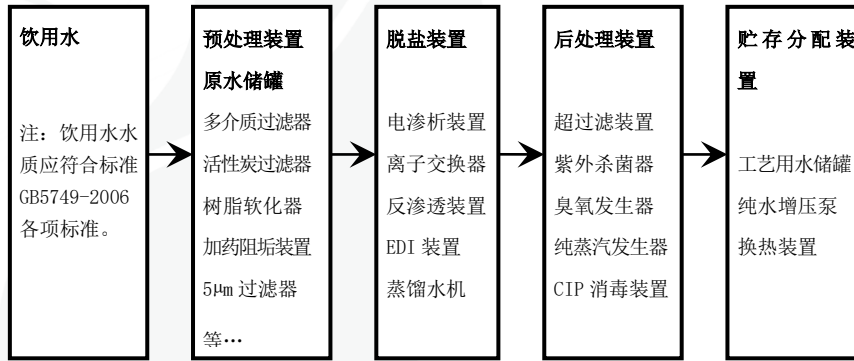 饮用水
注: 饮用水水
质应符合标准
GB5749-2006
各项标准。
预处理装置
原水储罐
多介质过滤器
活性炭过滤器
树脂软化器
加药阻垢装置
5μm 过滤器
等…
脱盐装置
电渗析装置
离子交换器
反渗透装置
EDI 装置
蒸馏水机
后处理装置
超过滤装置
紫外杀菌器
臭氧发生器
纯蒸汽发生器
CIP 消毒装置
贮存分配装
置
工艺用水储罐
纯水增压泵
换热装置